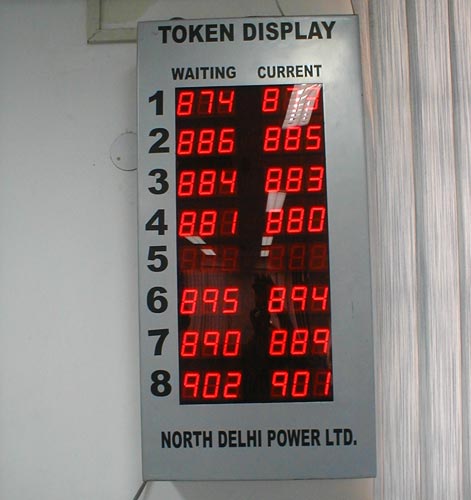 TOKEN DISPLAY
WAITING CURRENT
1 874
2 886 885
3 884 883
4 881 880
5
6 895 894
7 890 889
8 902 901
NORTH DELHI POWER LTD.